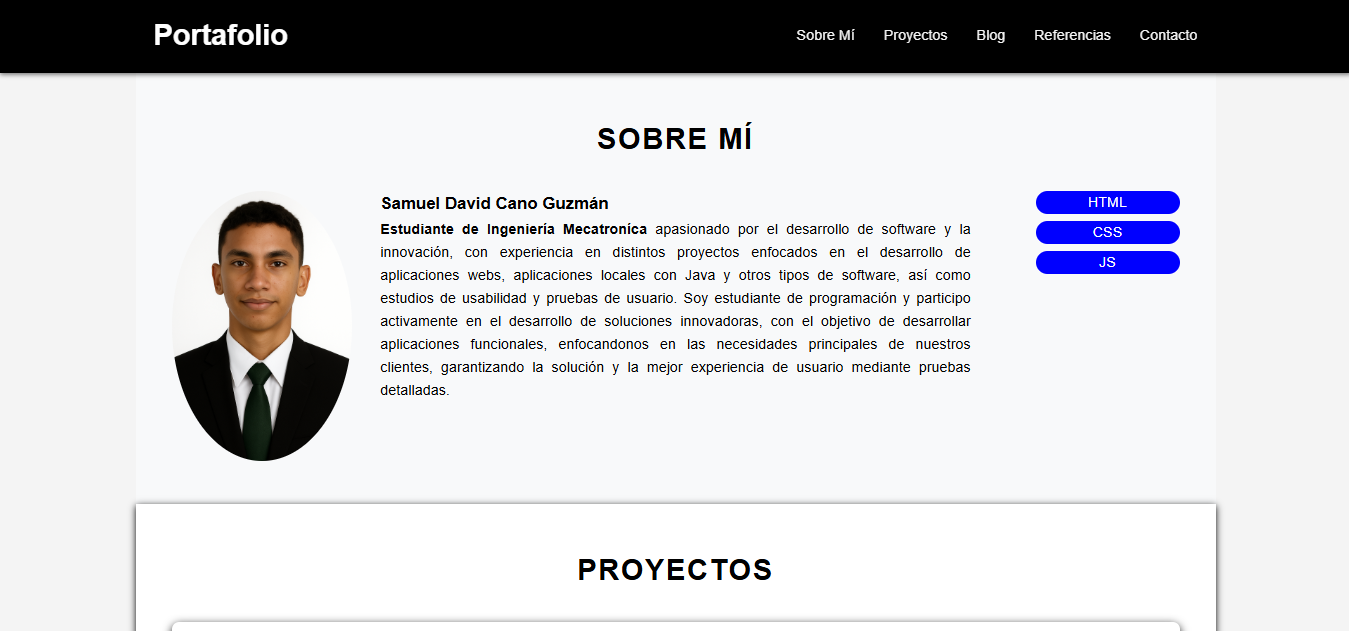 Portafolio
Sobre Mí
Proyectos
Blog
Referencias
Contacto
SOBRE MÍ
Samuel David Cano Guzmán
Estudiante de Ingeniería Mecatroníca apasionado por el desarrollo de software y la
innovación, con experiencia en distintos proyectos enfocados en el desarrollo de
aplicaciones webs, aplicaciones locales con Java y otros tipos de software, así como
estudios de usabilidad y pruebas de usuario. Soy estudiante de programación y participo
activamente en el desarrollo de soluciones innovadoras, con el objetivo de desarrollar
aplicaciones funcionales, enfocandonos en las necesidades principales de nuestros
clientes, garantizando la solución y la mejor experiencia de usuario mediante pruebas
detalladas.
HTML
CSS
JS
PROYECTOS